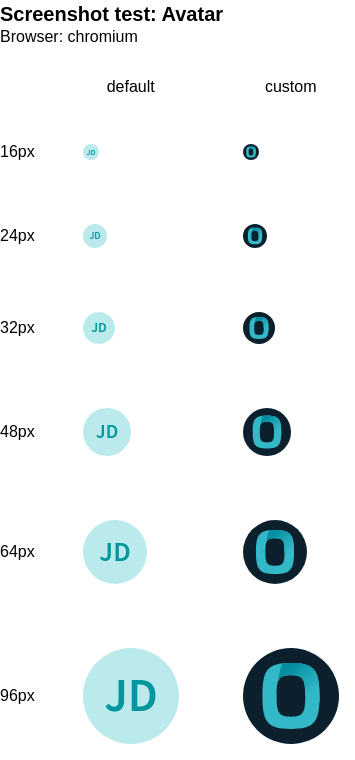 Screenshot test: Avatar
Browser: chromium
default custom
16px JD
24px JD
32px JD
48px JD
64px JD
96px JD